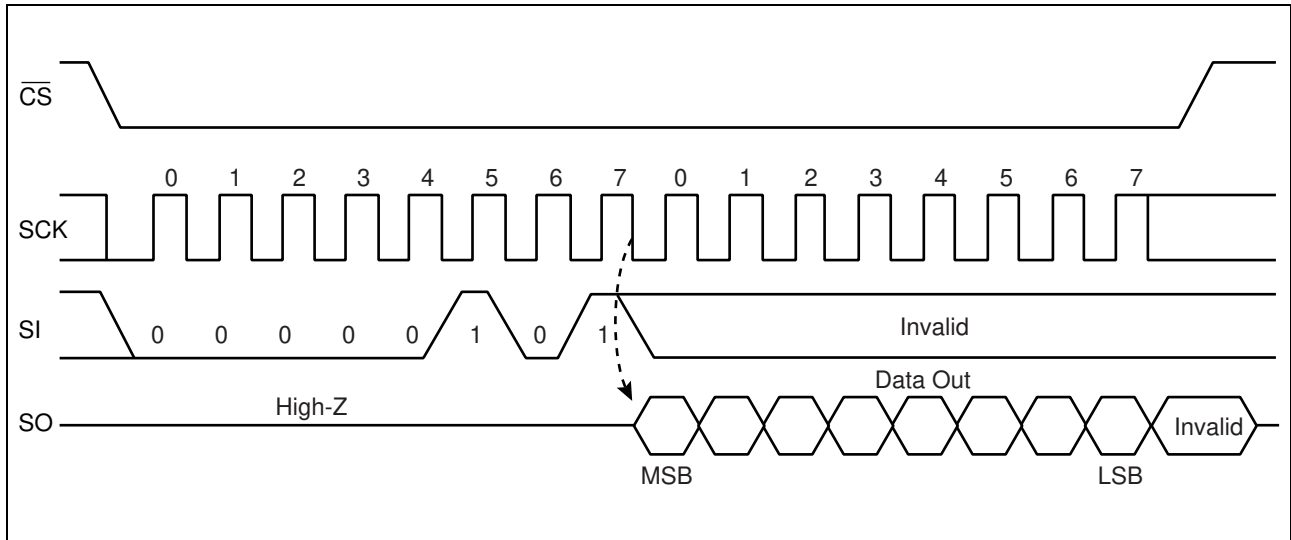 C̅S̅
0 1 2 3 4 5 6 7 0 1 2 3 4 5 6 7
SCK
SI 0 0 0 0 0 1 0 1 Invalid
Data Out
High-Z
SO Invalid
MSB LSB